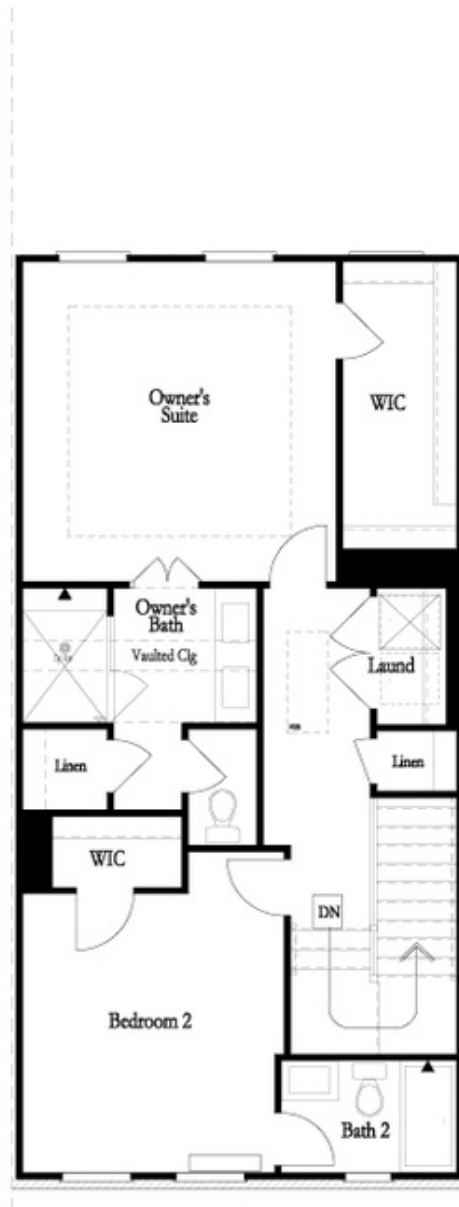 Owner's
Suite
WIC
Owner's
Bath
Vaulted Clg
Laund
Linen
Linen
WIC
DN
Bedroom 2
Bath 2